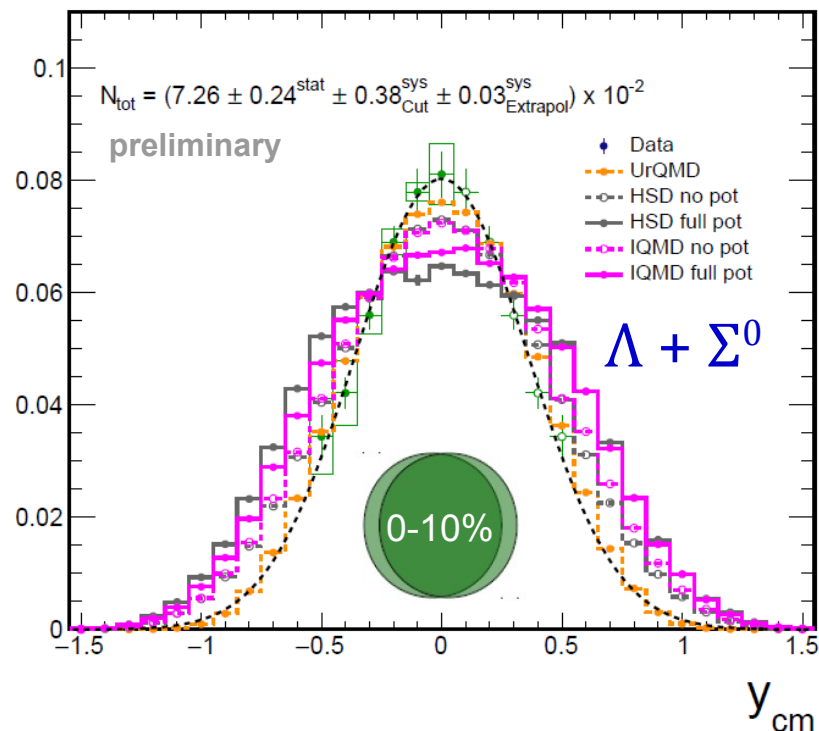 0.1
N_tot = (7.26 ± 0.24^stat ± 0.38^sys_Cut ± 0.03^sys_Extrapol) x 10^-2
preliminary
Data
UrQMD
HSD no pot
HSD full pot
IQMD no pot
IQMD full pot
0.08
0.06
Λ + Σ⁰
0.04
0.02
0-10%
0
−1.5 −1 −0.5 0 0.5 1 1.5
y_cm